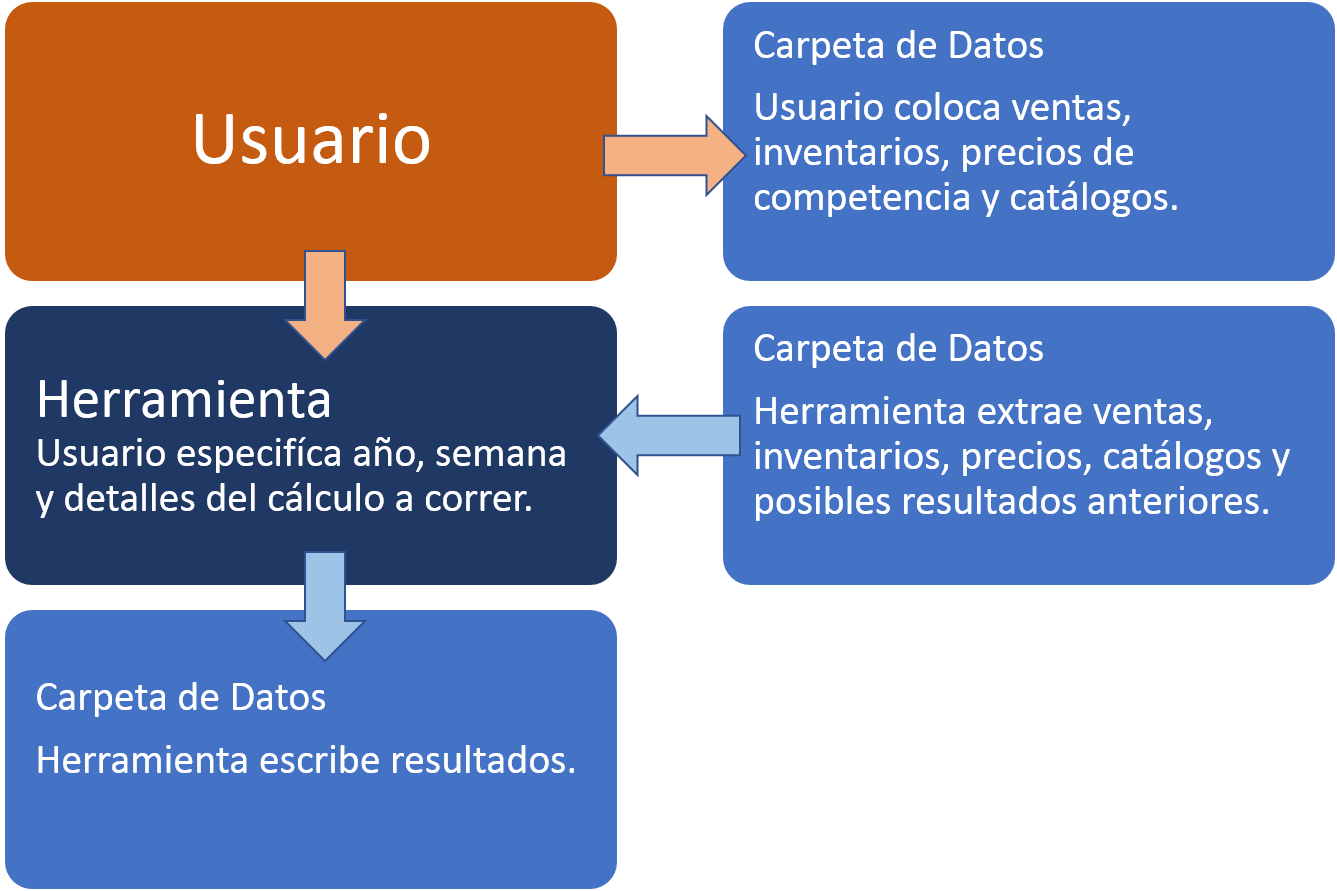 Usuario
Carpeta de Datos
Usuario coloca ventas,
inventarios, precios de
competencia y catálogos.
Herramienta
Usuario especifíca año, semana
y detalles del cálculo a correr.
Carpeta de Datos
Herramienta extrae ventas,
inventarios, precios, catálogos y
posibles resultados anteriores.
Carpeta de Datos
Herramienta escribe resultados.